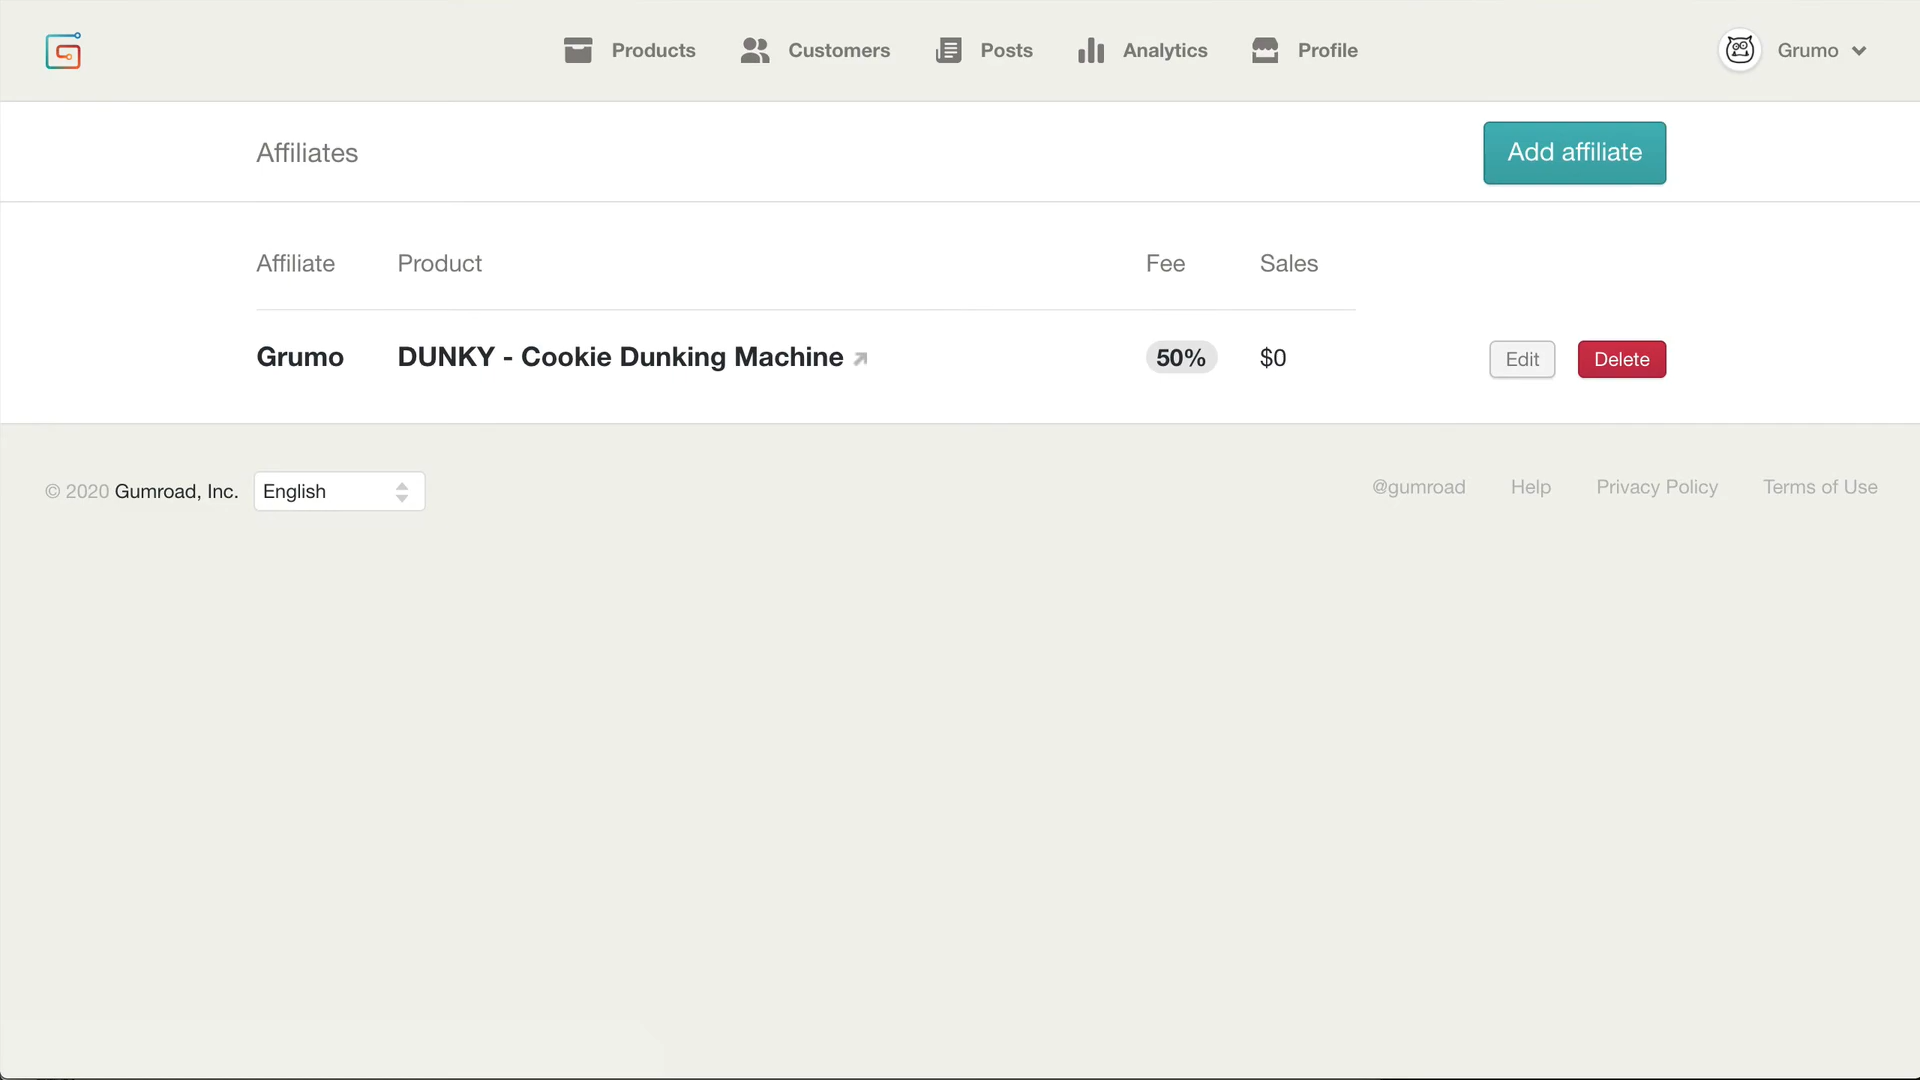 Products Customers Posts Analytics Profile Grumo
Affiliates Add affiliate
Affiliate Product Fee Sales
Grumo DUNKY - Cookie Dunking Machine 50% $0 Edit Delete
© 2020 Gumroad, Inc. English @gumroad Help Privacy Policy Terms of Use